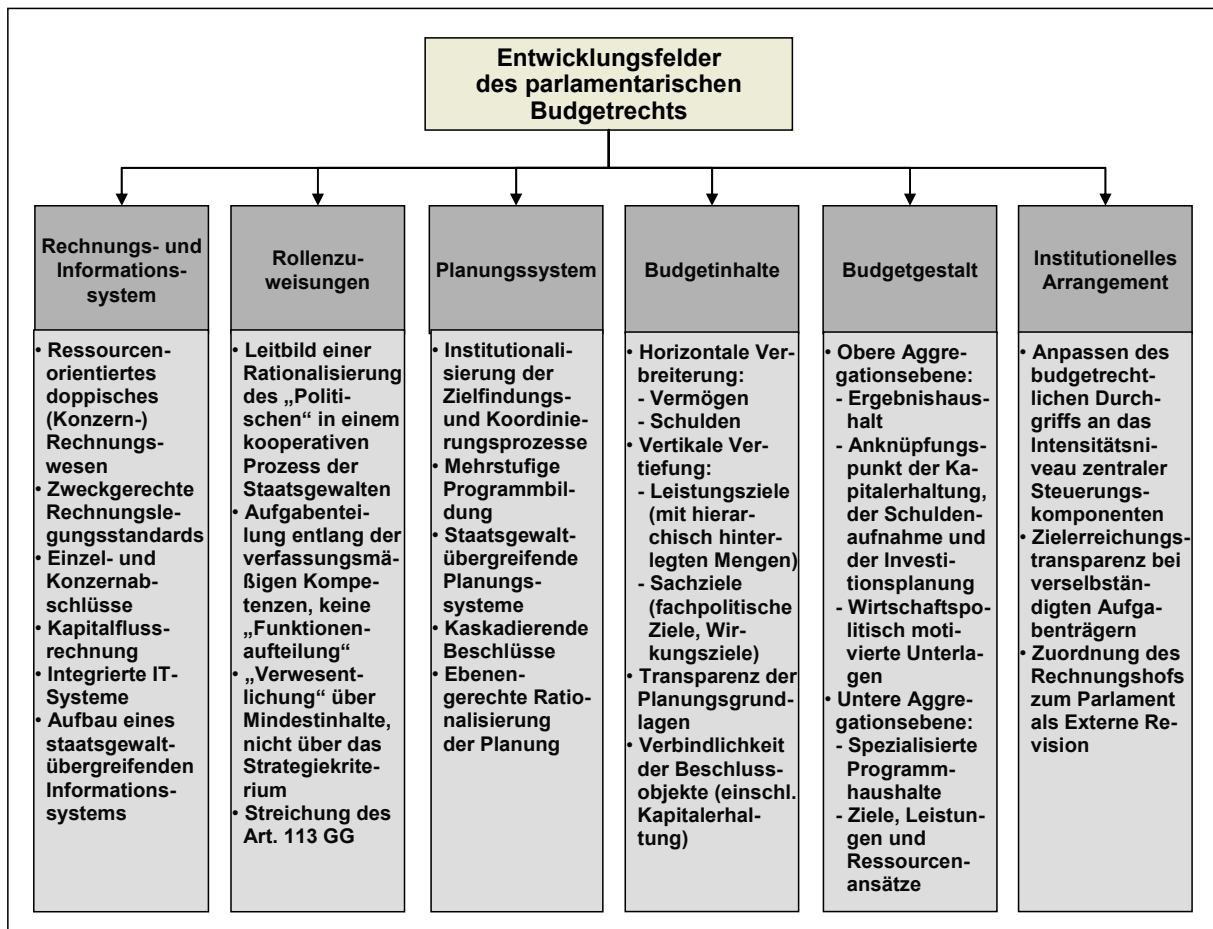 Entwicklungsfelder
des parlamentarischen
Budgetrechts
Rechnungs- und
Informations-
system
• Ressourcen-
orientiertes
doppisches
(Konzern-)
Rechnungs-
wesen
• Zweckgerechte
Rechnungsle-
gungsstandards
• Einzel- und
Konzernab-
schlüsse
• Kapitalfluss-
rechnung
• Integrierte IT-
Systeme
• Aufbau eines
staatsgewalt-
übergreifenden
Informations-
systems
Rollenzu-
weisungen
• Leitbild einer
Rationalisierung
des „Politi-
schen“ in einem
kooperativen
Prozess der
Staatsgewalten
• Aufgabentei-
lung entlang der
verfassungsmä-
ßigen Kompe-
tenzen, keine
„Funktionen-
aufteilung“
• „Verwesent-
lichung“ über
Mindestinhalte,
nicht über das
Strategiekrite-
rium
• Streichung des
Art. 113 GG
Planungssystem
• Institutionali-
sierung der
Zielfindungs-
und Koordinie-
rungsprozesse
• Mehrstufige
Programmbil-
dung
• Staatsgewalt-
übergreifende
Planungs-
systeme
• Kaskadierende
Beschlüsse
• Ebenen-
gerechte Ratio-
nalisierung
der Planung
Budgetinhalte
• Horizontale Ver-
breiterung:
- Vermögen
- Schulden
• Vertikale Ver-
tiefung:
- Leistungsziele
(mit hierar-
chisch hinter-
legten Mengen)
- Sachziele
(fachpolitische
Ziele, Wir-
kungsziele)
• Transparenz der
Planungsgrund-
lagen
• Verbindlichkeit
der Beschluss-
objekte (einschl.
Kapitalerhal-
tung)
Budgetgestalt
• Obere Aggre-
gationsebene:
- Ergebnishaus-
halt
- Anknüpfungs-
punkt der Ka-
pitalerhaltung,
der Schulden-
aufnahme und
der Investi-
tionsplanung
- Wirtschaftspo-
litisch moti-
vierte Unterla-
gen
• Untere Aggre-
gationsebene:
- Spezialisierte
Programm-
haushalte
- Ziele, Leistun-
gen und
Ressourcen-
ansätze
Institutionelles
Arrangement
• Anpassen des
budgetrecht-
lichen Durch-
griffs an das
Intensitätsni-
veau zentraler
Steuerungs-
komponenten
• Zielerreichungs-
transparenz bei
verselbstän-
digten Aufga-
benträgern
• Zuordnung des
Rechnungshofs
zum Parlament
als Externe Re-
vision